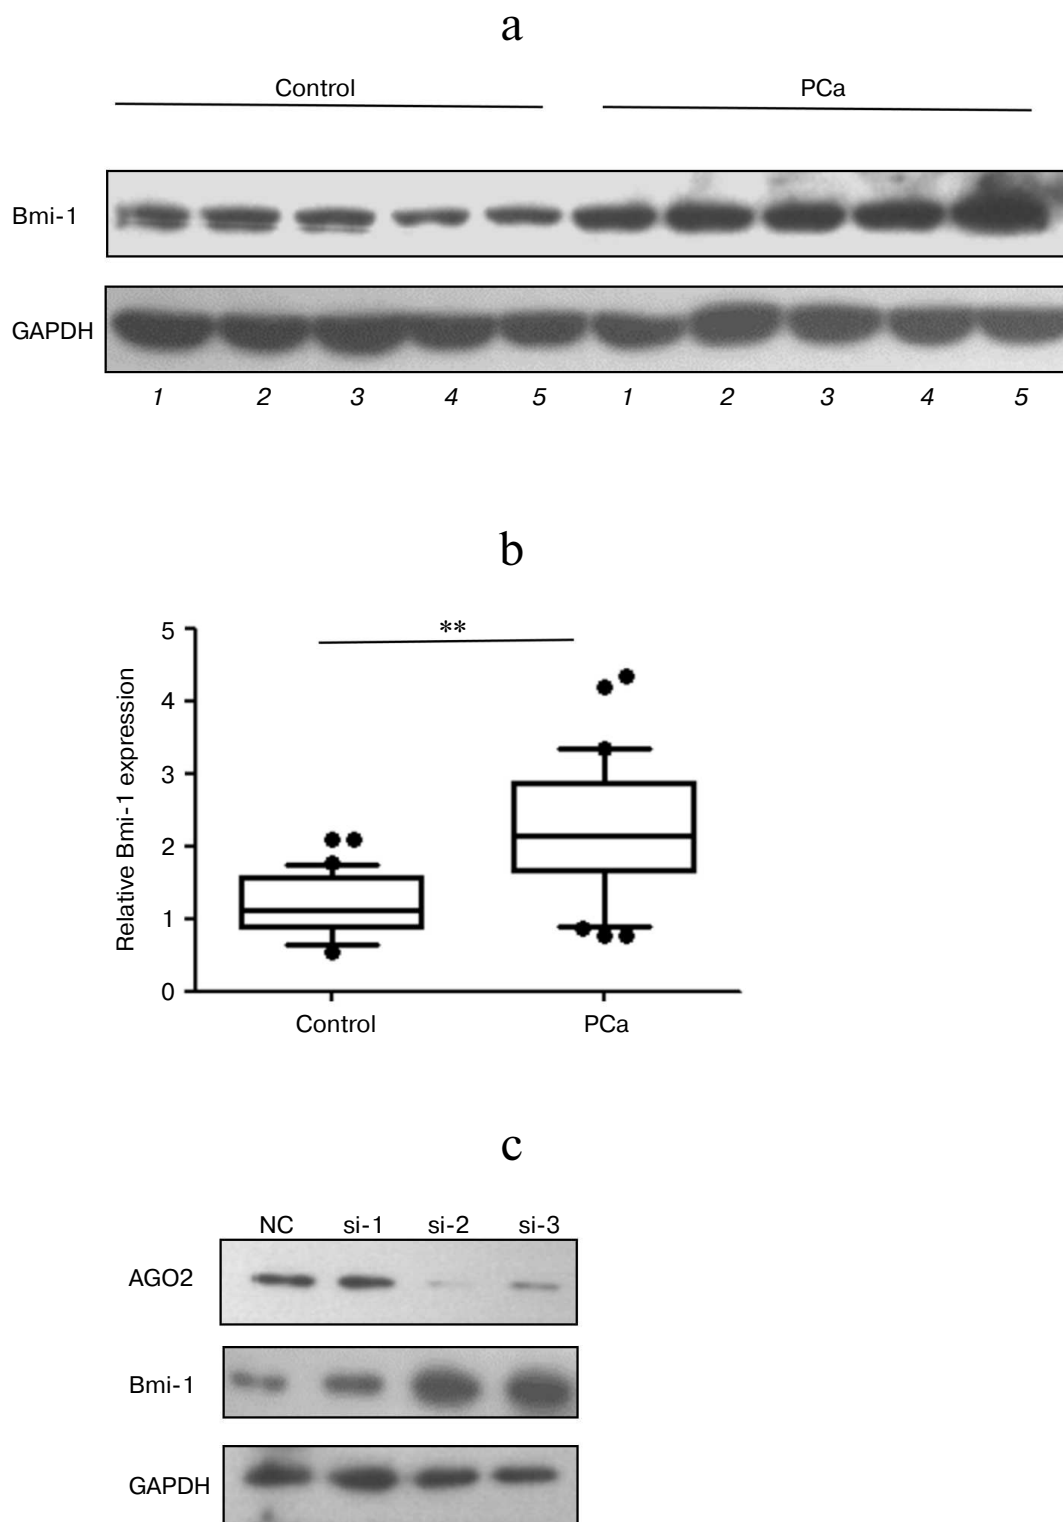 a
Control PCa
Bmi-1
GAPDH
1 2 3 4 5 1 2 3 4 5
b
**
5
4
3
2
1
0
Relative Bmi-1 expression
Control PCa
c
NC si-1 si-2 si-3
AGO2
Bmi-1
GAPDH